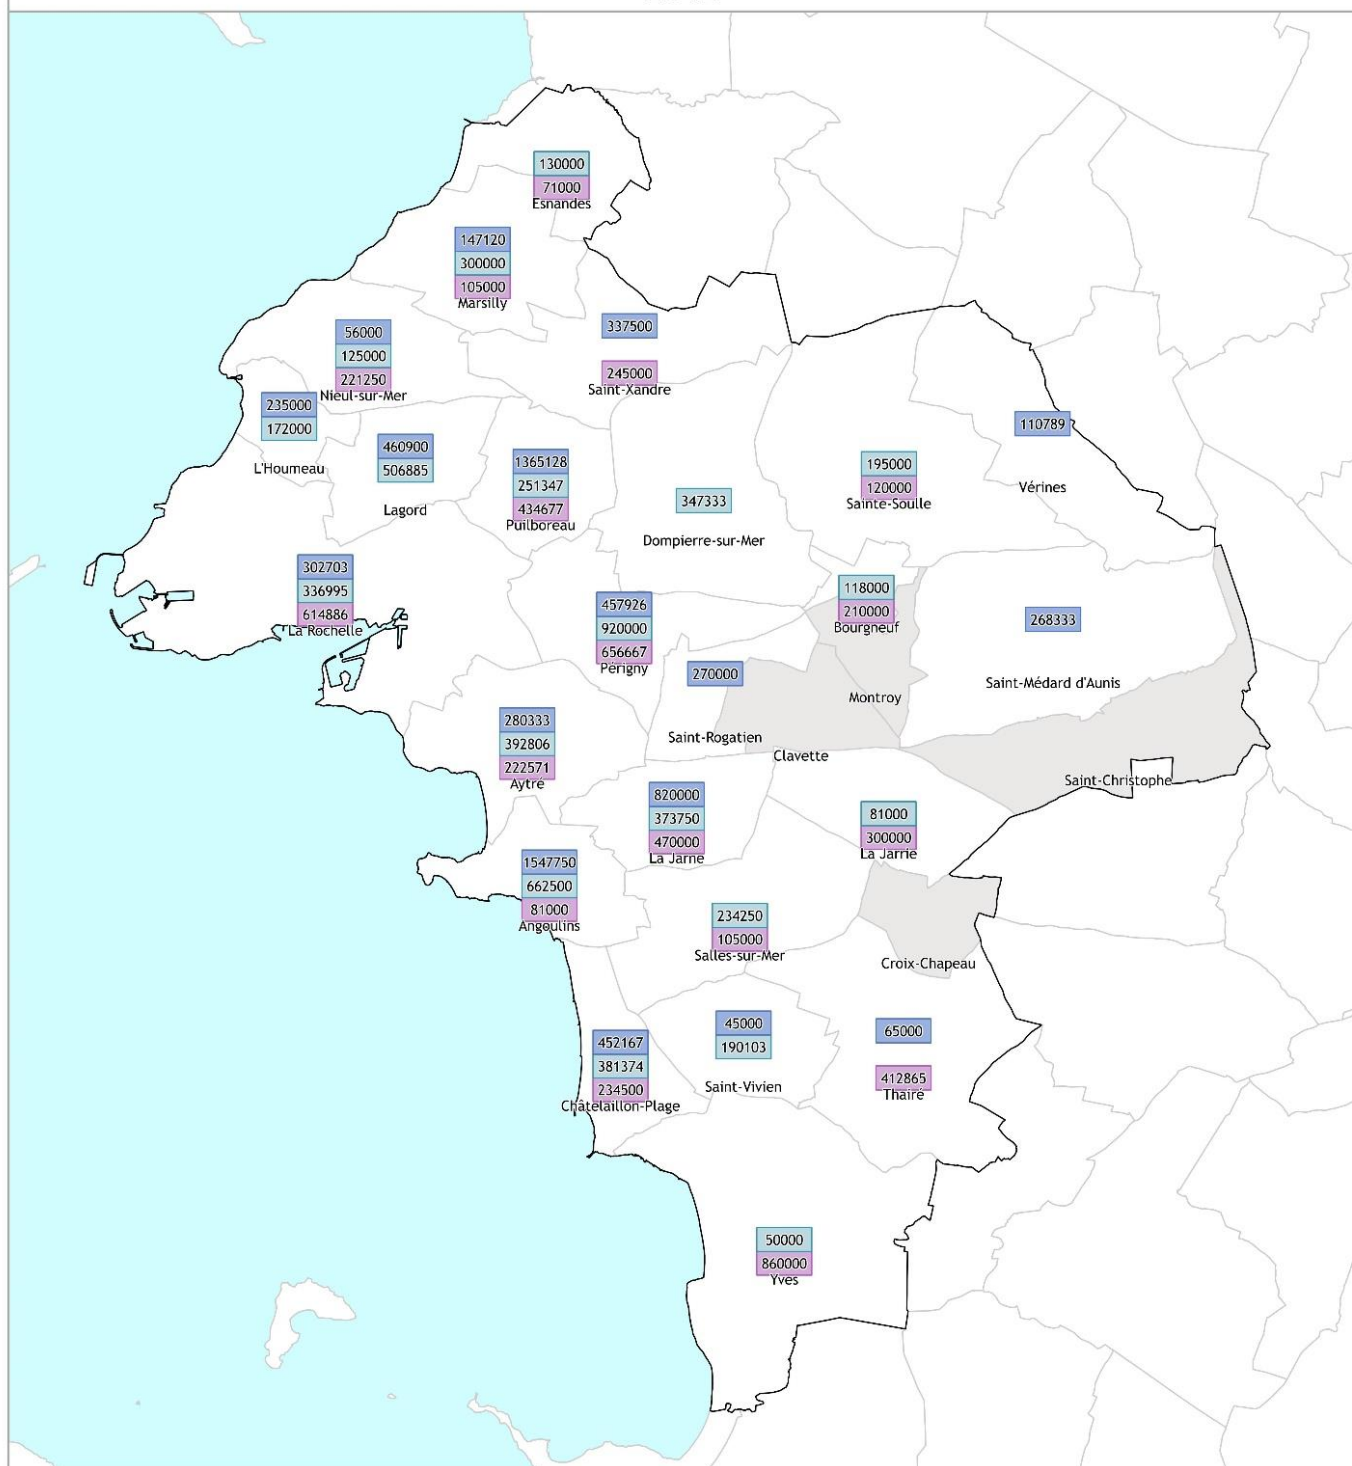 130000
71000
Esnandes
147120
300000
105000
Marsilly
337500
245000
Saint-Xandre
56000
125000
221250
Nieul-sur-Mer
235000
172000
L'Houmeau
460900
506885
Lagord
1365128
251347
434677
Puilboreau
347333
Dompierre-sur-Mer
195000
120000
Sainte-Soulle
110789
Vérines
302703
336995
614886
La Rochelle
457926
920000
656667
Périgny
118000
210000
Bourgneuf
268333
Saint-Médard d'Aunis
270000
Saint-Rogatien
Montroy
Clavette
Saint-Christophe
280333
392806
222571
Aytré
820000
373750
470000
La Jarne
81000
300000
La Jarrie
1547750
662500
81000
Angoulins
234250
105000
Salles-sur-Mer
Croix-Chapeau
452167
381374
234500
Châtelaillon-Plage
45000
190103
Saint-Vivien
65000
412865
Thairé
50000
860000
Yves